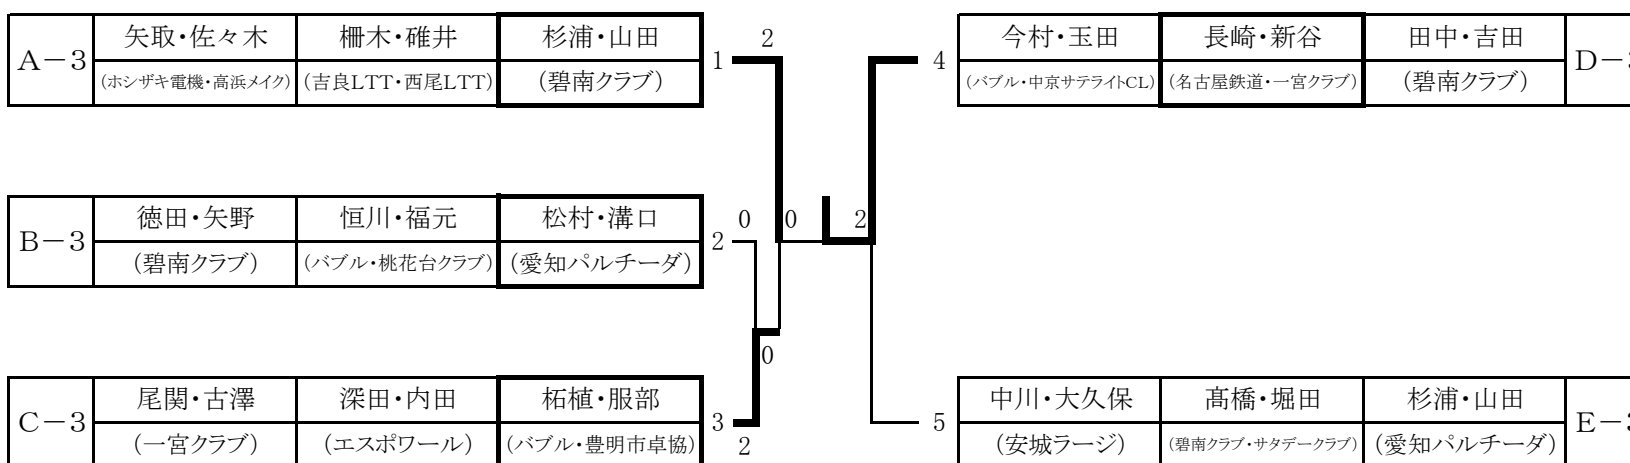 A-3 矢取・佐々木 柵木・碓井 杉浦・山田
(ホシザキ電機・高浜メイク) (吉良LTT・西尾LTT) (碧南クラブ)
1 2
4 今村・玉田 長崎・新谷 田中・吉田 D-3
(バブル・中京サテライトCL) (名古屋鉄道・一宮クラブ) (碧南クラブ)
B-3 徳田・矢野 恒川・福元 松村・溝口
(碧南クラブ) (バブル・桃花台クラブ) (愛知パルチーダ)
2 0 0 2
0
C-3 尾関・古澤 深田・内田 柘植・服部
(一宮クラブ) (エスポワール) (バブル・豊明市卓協)
3 2
5 中川・大久保 髙橋・堀田 杉浦・山田 E-3
(安城ラージ) (碧南クラブ・サタデークラブ) (愛知パルチーダ)